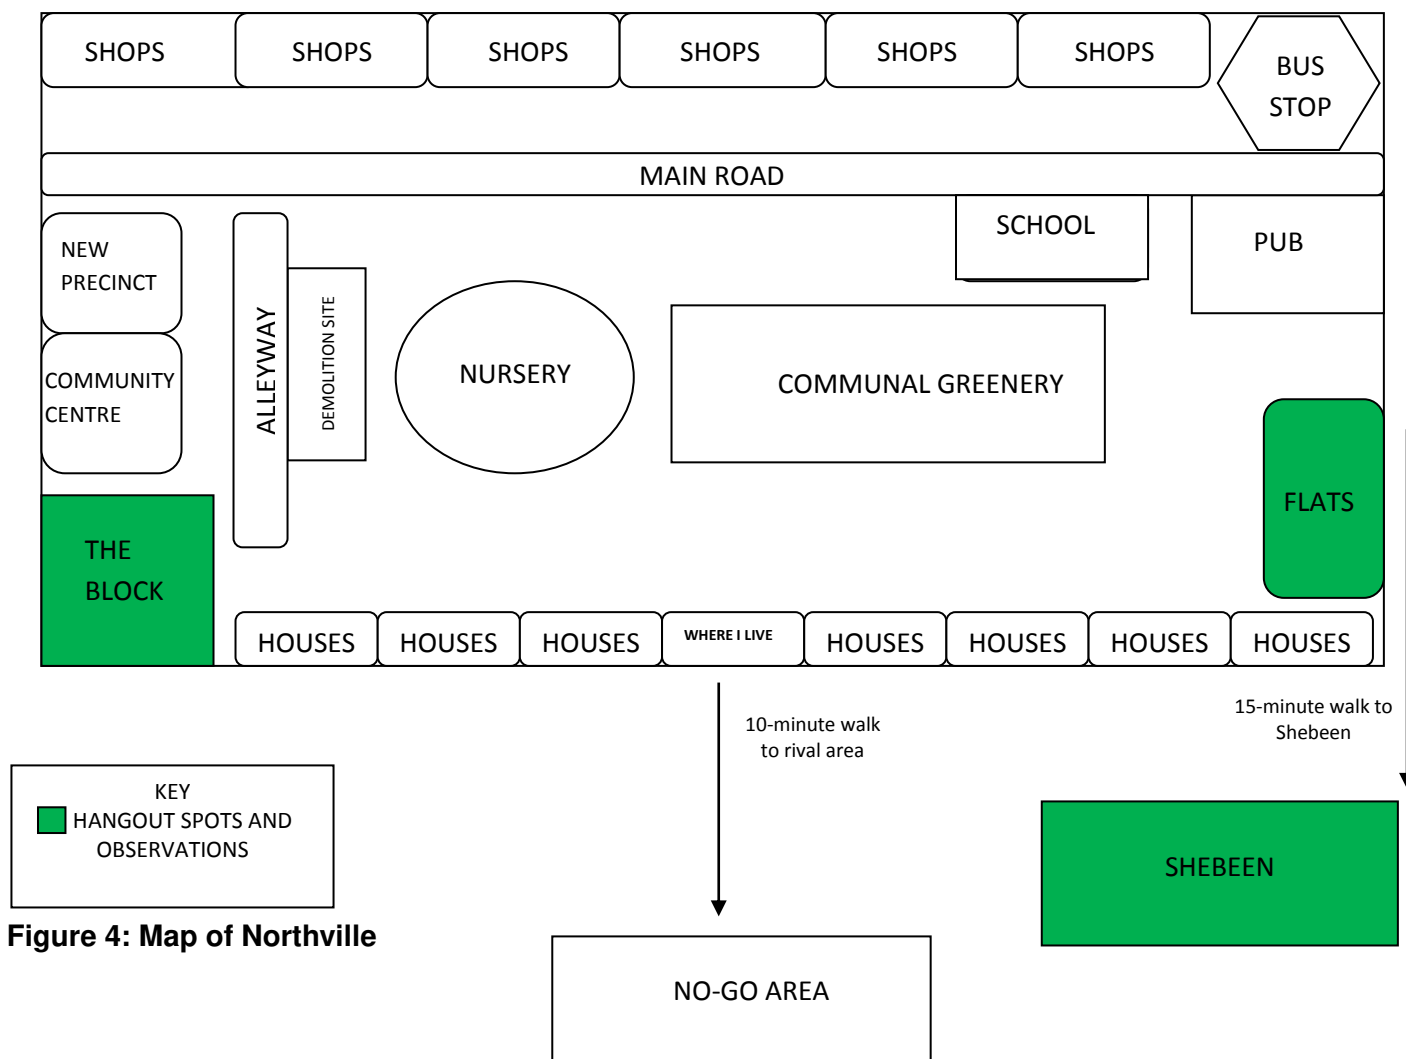 SHOPS
SHOPS
SHOPS
SHOPS
SHOPS
SHOPS
BUS
STOP
MAIN ROAD
NEW
PRECINCT
COMMUNITY
CENTRE
ALLEYWAY
DEMOLITION SITE
NURSERY
SCHOOL
PUB
COMMUNAL GREENERY
FLATS
THE
BLOCK
HOUSES
HOUSES
HOUSES
WHERE I LIVE
HOUSES
HOUSES
HOUSES
HOUSES
10-minute walk
to rival area
15-minute walk to
Shebeen
KEY
HANGOUT SPOTS AND
OBSERVATIONS
SHEBEEN
Figure 4: Map of Northville
NO-GO AREA